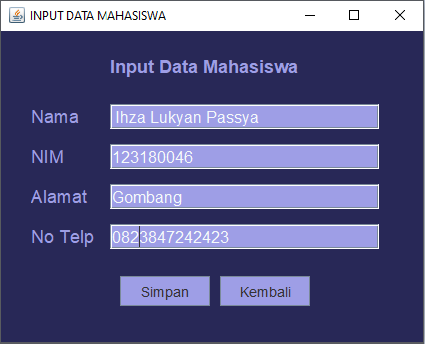 INPUT DATA MAHASISWA
Input Data Mahasiswa
Nama Ihza Lukyan Passya
NIM 123180046
Alamat Gombang
No Telp 0823847242423
Simpan Kembali